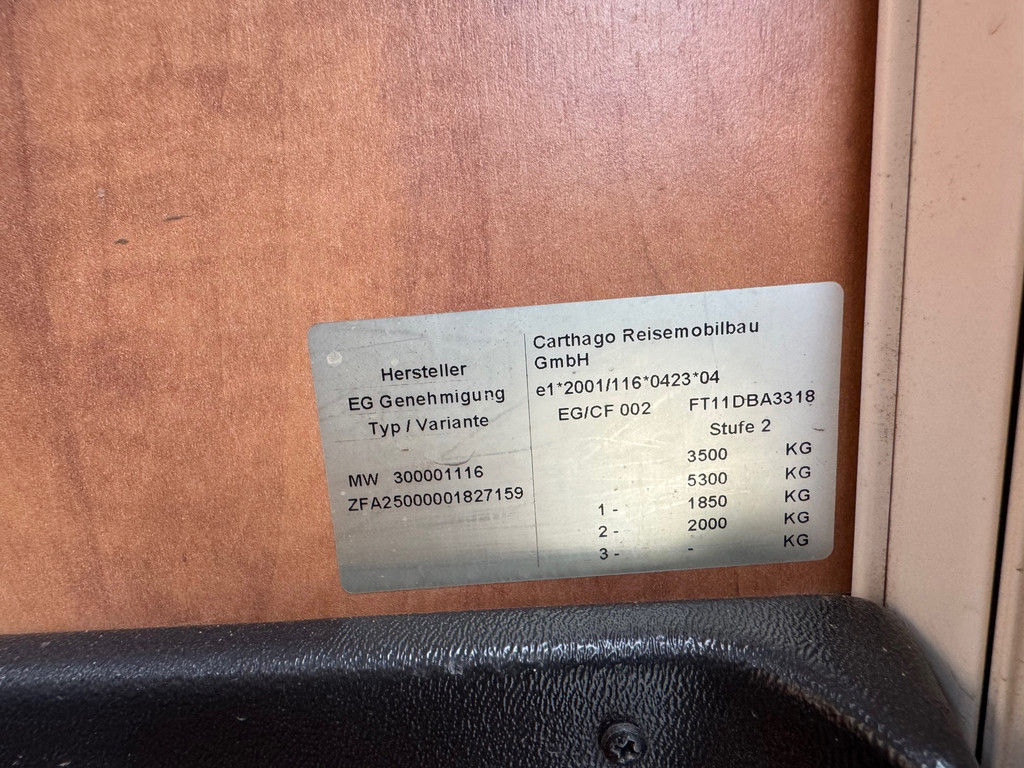 Hersteller Carthago Reisemobilbau
GmbH
EG Genehmigung e1*2001/116*0423*04
Typ / Variante EG/CF 002 FT11DBA3318
Stufe 2
MW 300001116 3500 KG
ZFA25000001827159 5300 KG
1 - 1850 KG
2 - 2000 KG
3 - - KG